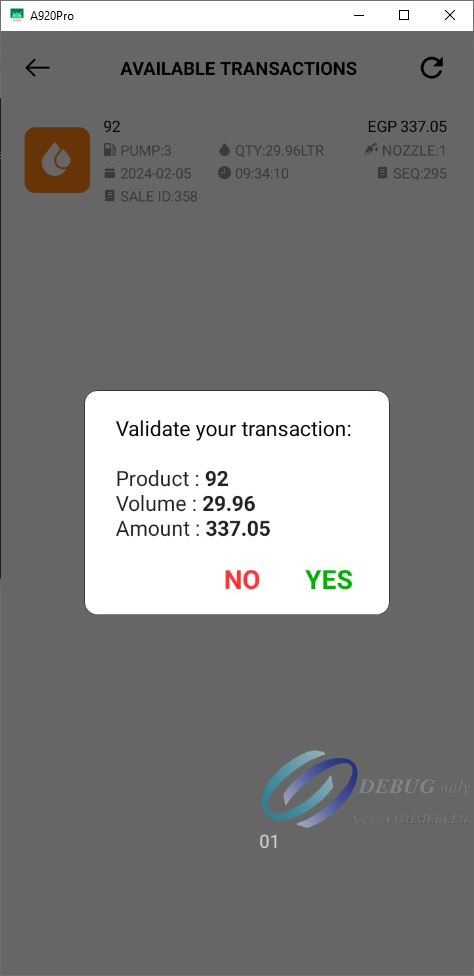 A920Pro
AVAILABLE TRANSACTIONS
92 EGP 337.05
PUMP:3 QTY:29.96LTR NOZZLE:1
2024-02-05 09:34:10 SEQ:295
SALE ID:358
Validate your transaction:
Product : 92
Volume : 29.96
Amount : 337.05
NO YES
DEBUG only
COMMERCIAL
01